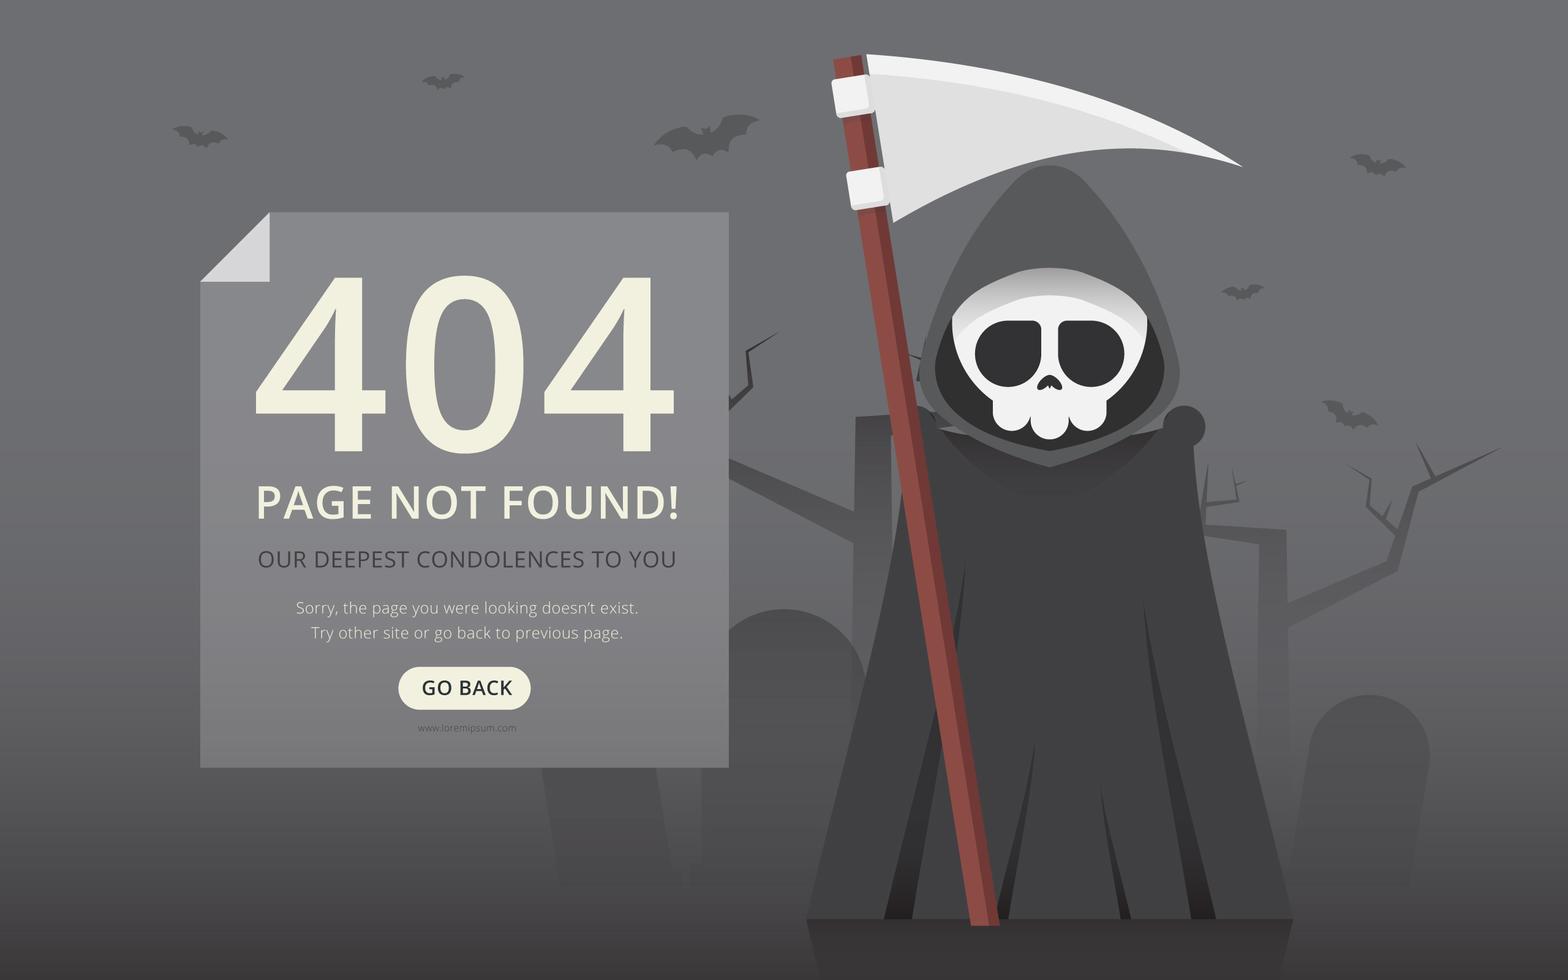 404
PAGE NOT FOUND!
OUR DEEPEST CONDOLENCES TO YOU
Sorry, the page you were looking doesn’t exist.
Try other site or go back to previous page.
GO BACK
www.loremipsum.com